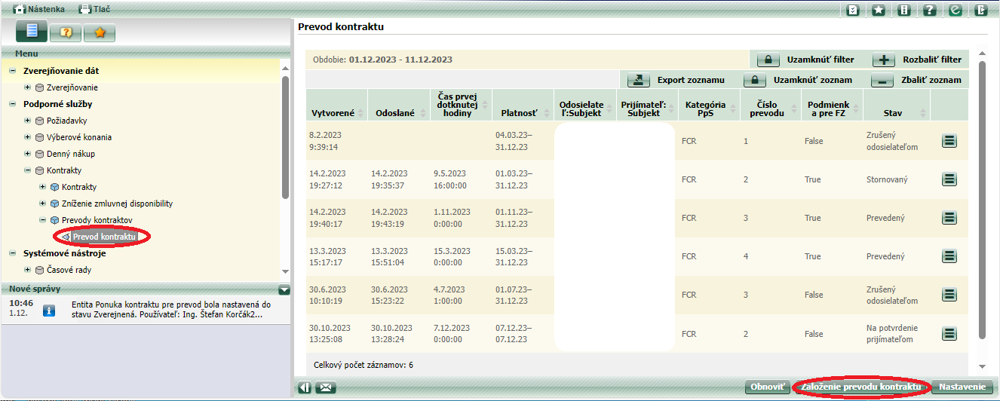 Nástenka Tlač
Menu
Zverejňovanie dát
Zverejňovanie
Podporné služby
Požiadavky
Výberové konania
Denný nákup
Kontrakty
Kontrakty
Zníženie zmluvnej disponibility
Prevody kontraktov
Prevod kontraktu
Systémové nástroje
Časové rady
Nové správy
10:46
1.12.
Entita Ponuka kontraktu pre prevod bola nastavená do
stavu Zverejnená. Používateľ: Ing. Štefan Korčák2...
Prevod kontraktu
Obdobie: 01.12.2023 - 11.12.2023 Uzamknúť filter Rozbaliť filter
Export zoznamu Uzamknúť zoznam Zbaliť zoznam
Vytvorené Odoslané Čas prvej dotknutej hodiny Platnosť Odosielateľ:Subjekt Prijímateľ: Subjekt Kategória PpS Číslo prevodu Podmienka pre FZ Stav
8.2.2023 04.03.23– Zrušený
9:39:14 31.12.23 FCR 1 False odosielateľom
14.2.2023 14.2.2023 9.5.2023 01.03.23–
19:27:12 19:35:37 16:00:00 31.12.23 FCR 2 True Stornovaný
14.2.2023 14.2.2023 1.11.2023 01.11.23–
19:40:17 19:43:19 0:00:00 31.12.23 FCR 3 True Prevedený
13.3.2023 13.3.2023 15.3.2023 15.03.23–
15:17:17 15:51:04 0:00:00 31.12.23 FCR 4 True Prevedený
30.6.2023 30.6.2023 4.7.2023 01.07.23– Zrušený
10:10:19 15:23:22 1:00:00 31.12.23 FCR 3 False odosielateľom
30.10.2023 30.10.2023 7.12.2023 07.12.23– Na potvrdenie
13:25:08 13:28:24 0:00:00 07.12.23 FCR 2 False prijímateľom
Celkový počet záznamov: 6
Obnoviť Založenie prevodu kontraktu Nastavenie